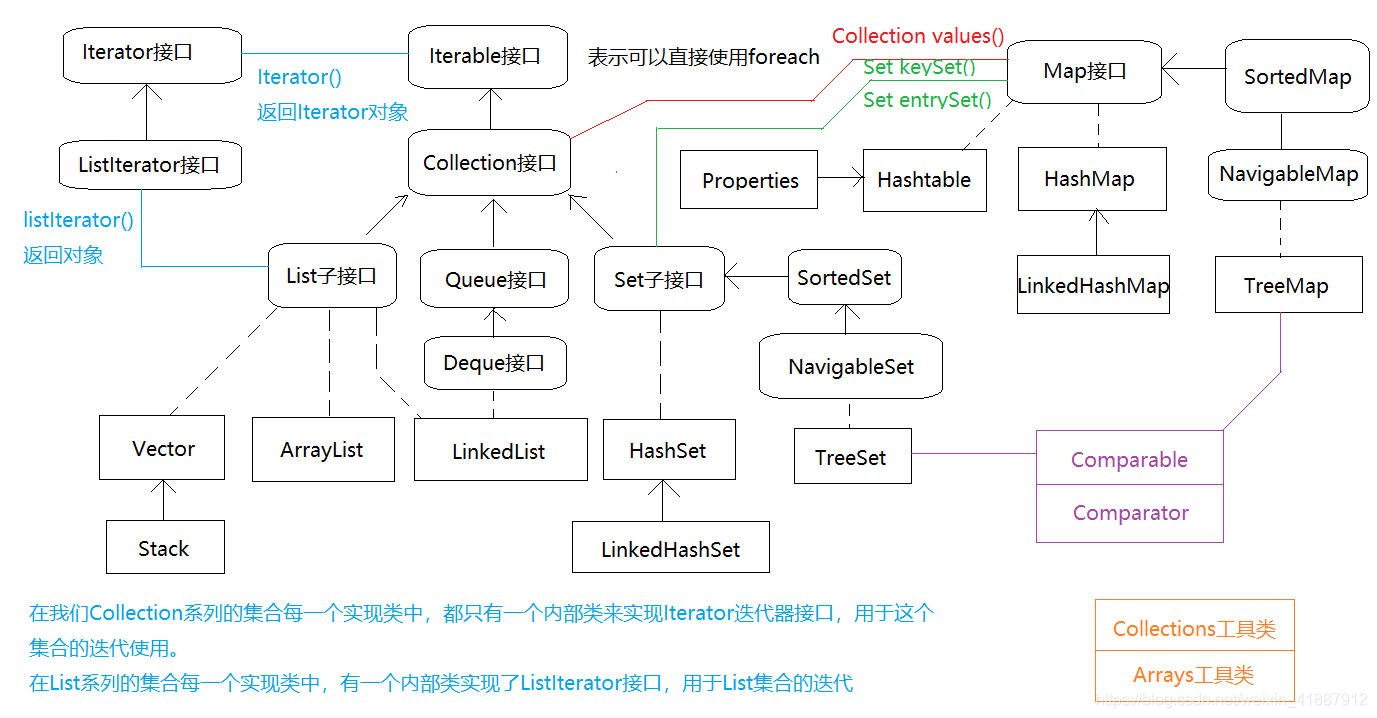 Iterator接口
Iterable接口
表示可以直接使用foreach
Collection values()
Set keySet()
Set entrySet()
Map接口
SortedMap
Iterator()
返回Iterator对象
ListIterator接口
Collection接口
Properties
Hashtable
HashMap
NavigableMap
listIterator()
返回对象
List子接口
Queue接口
Set子接口
SortedSet
LinkedHashMap
TreeMap
Deque接口
NavigableSet
Vector
ArrayList
LinkedList
HashSet
TreeSet
Comparable
Comparator
Stack
LinkedHashSet
在我们Collection系列的集合每一个实现类中，都只有一个内部类来实现Iterator迭代器接口，用于这个
集合的迭代使用。
在List系列的集合每一个实现类中，有一个内部类实现了ListIterator接口，用于List集合的迭代
Collections工具类
Arrays工具类
https://blog.csdn.net/weixin_41887912